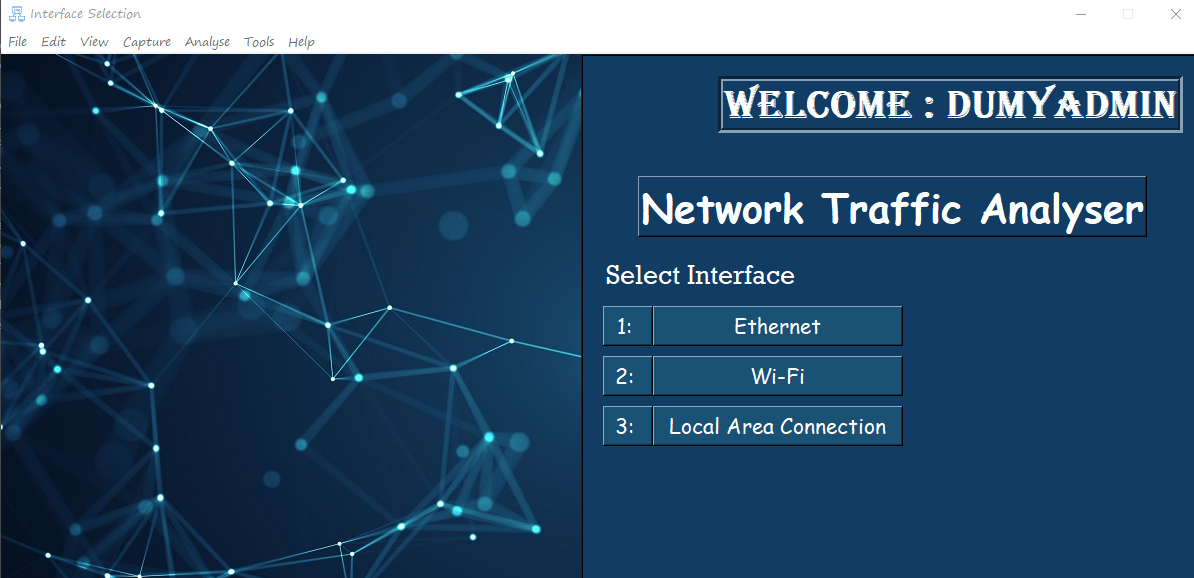 Interface Selection
File Edit View Capture Analyse Tools Help
WELCOME : DUMYADMIN
Network Traffic Analyser
Select Interface
1: Ethernet
2: Wi-Fi
3: Local Area Connection